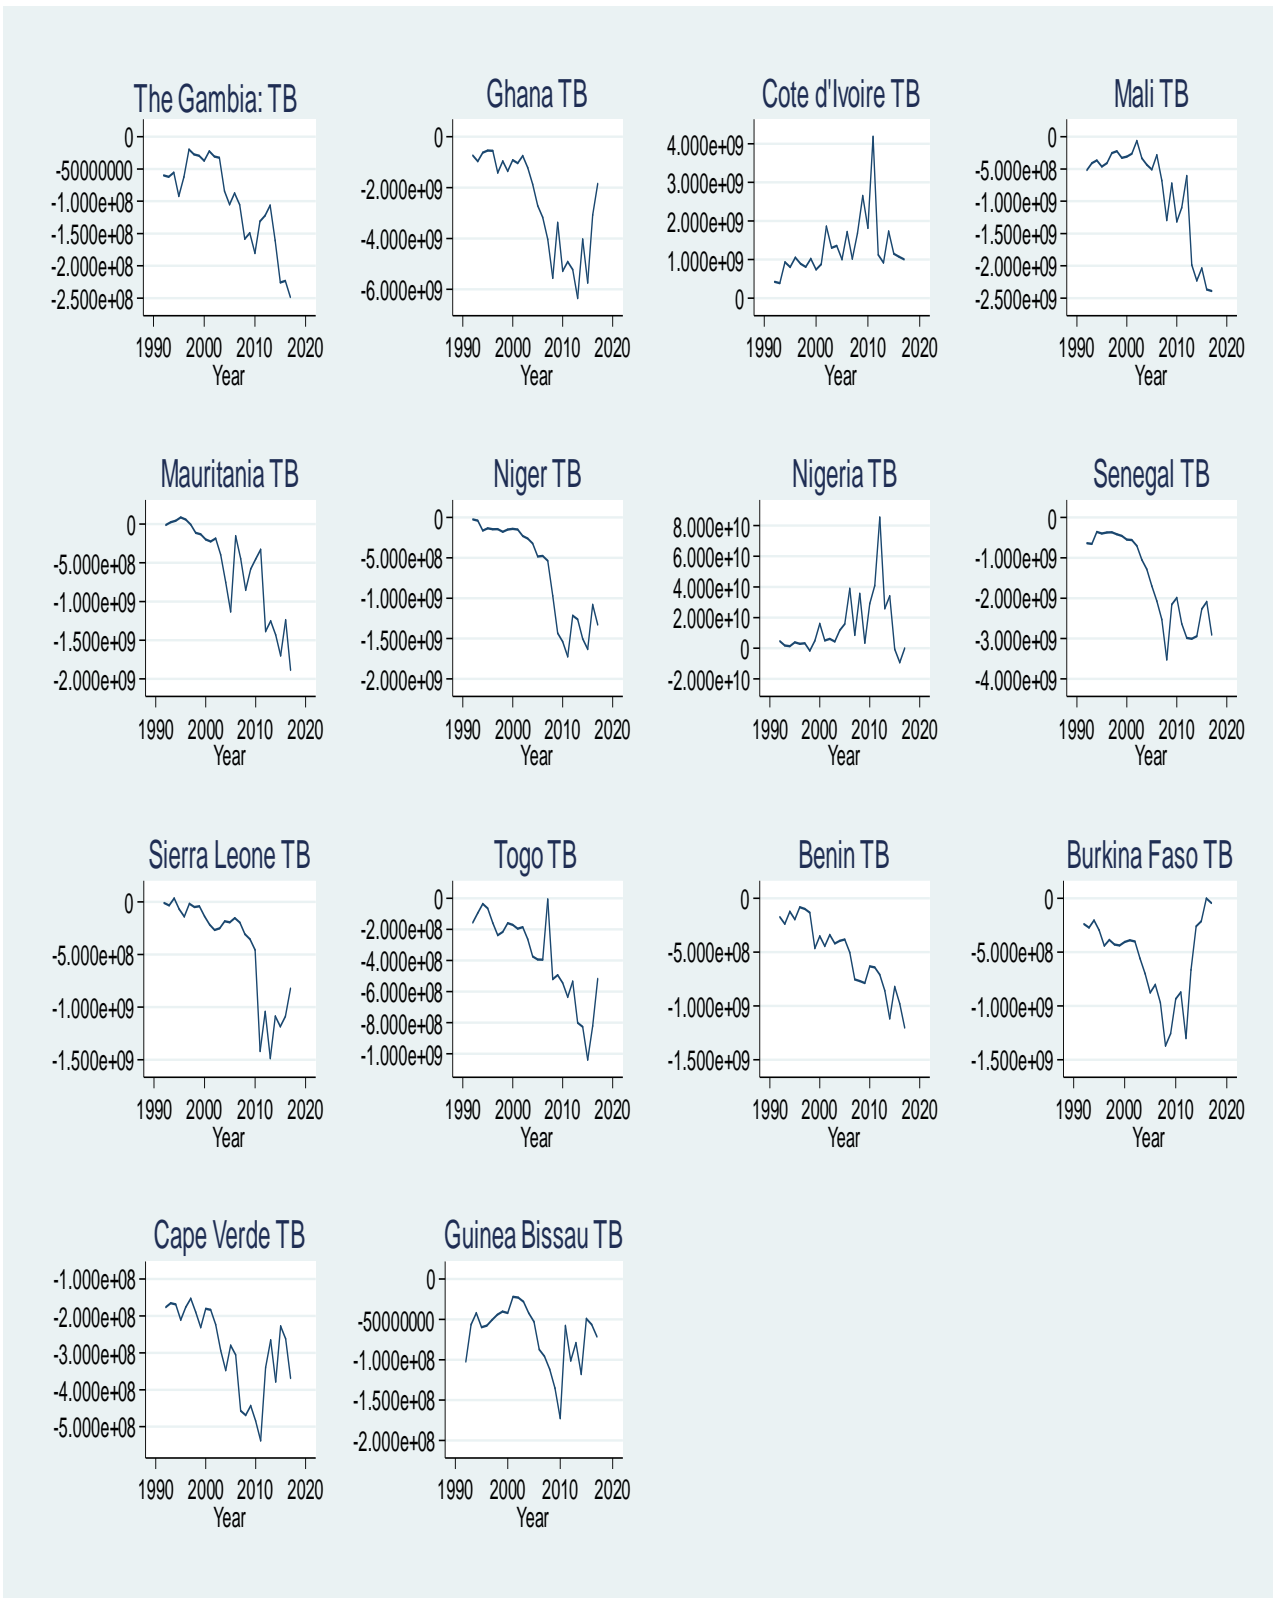 The Gambia: TB
0
-50000000
-1.000e+08
-1.500e+08
-2.000e+08
-2.500e+08
1990 2000 2010 2020
Year
Ghana TB
0
-2.000e+09
-4.000e+09
-6.000e+09
1990 2000 2010 2020
Year
Cote d'Ivoire TB
4.000e+09
3.000e+09
2.000e+09
1.000e+09
0
1990 2000 2010 2020
Year
Mali TB
0
-5.000e+08
-1.000e+09
-1.500e+09
-2.000e+09
-2.500e+09
1990 2000 2010 2020
Year
Mauritania TB
0
-5.000e+08
-1.000e+09
-1.500e+09
-2.000e+09
1990 2000 2010 2020
Year
Niger TB
0
-5.000e+08
-1.000e+09
-1.500e+09
-2.000e+09
1990 2000 2010 2020
Year
Nigeria TB
8.000e+10
6.000e+10
4.000e+10
2.000e+10
0
-2.000e+10
1990 2000 2010 2020
Year
Senegal TB
0
-1.000e+09
-2.000e+09
-3.000e+09
-4.000e+09
1990 2000 2010 2020
Year
Sierra Leone TB
0
-5.000e+08
-1.000e+09
-1.500e+09
1990 2000 2010 2020
Year
Togo TB
0
-2.000e+08
-4.000e+08
-6.000e+08
-8.000e+08
-1.000e+09
1990 2000 2010 2020
Year
Benin TB
0
-5.000e+08
-1.000e+09
-1.500e+09
1990 2000 2010 2020
Year
Burkina Faso TB
0
-5.000e+08
-1.000e+09
-1.500e+09
1990 2000 2010 2020
Year
Cape Verde TB
-1.000e+08
-2.000e+08
-3.000e+08
-4.000e+08
-5.000e+08
1990 2000 2010 2020
Year
Guinea Bissau TB
0
-50000000
-1.000e+08
-1.500e+08
-2.000e+08
1990 2000 2010 2020
Year